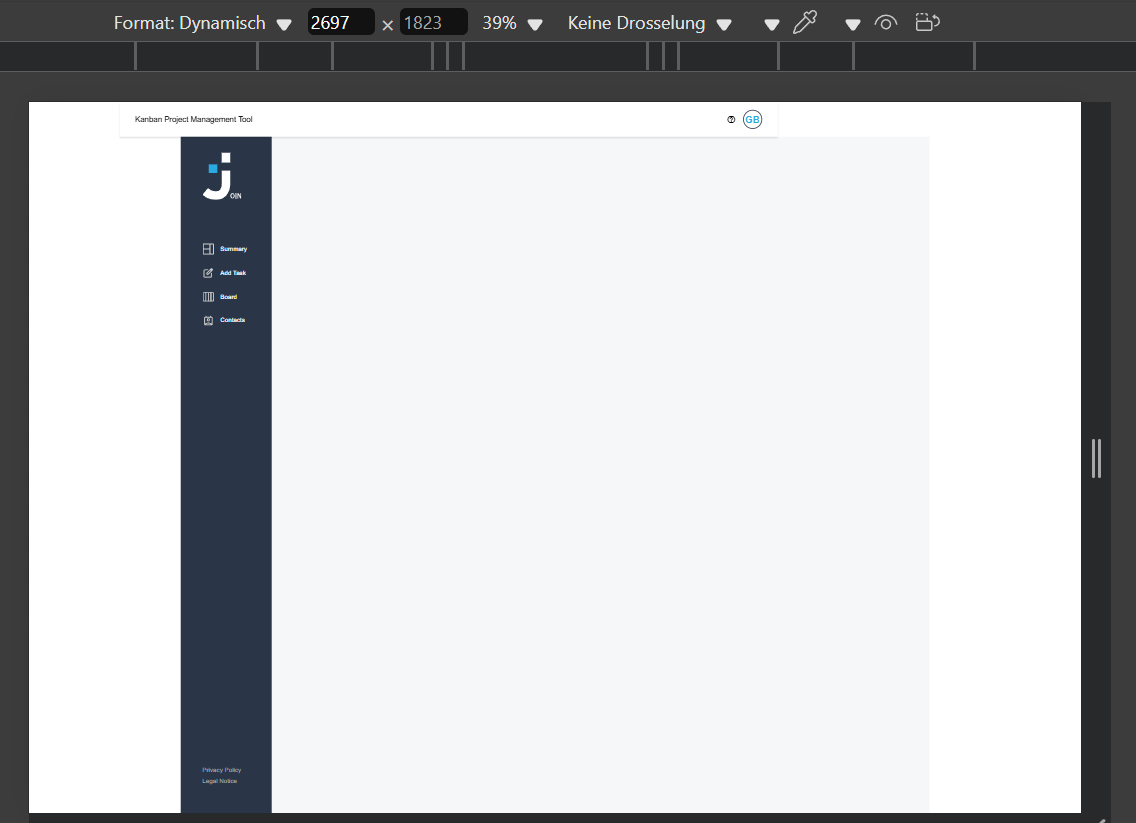 Format: Dynamisch 2697 × 1823 39% Keine Drosselung
Kanban Project Management Tool
GB
OIN
Summary
Add Task
Board
Contacts
Privacy Policy
Legal Notice